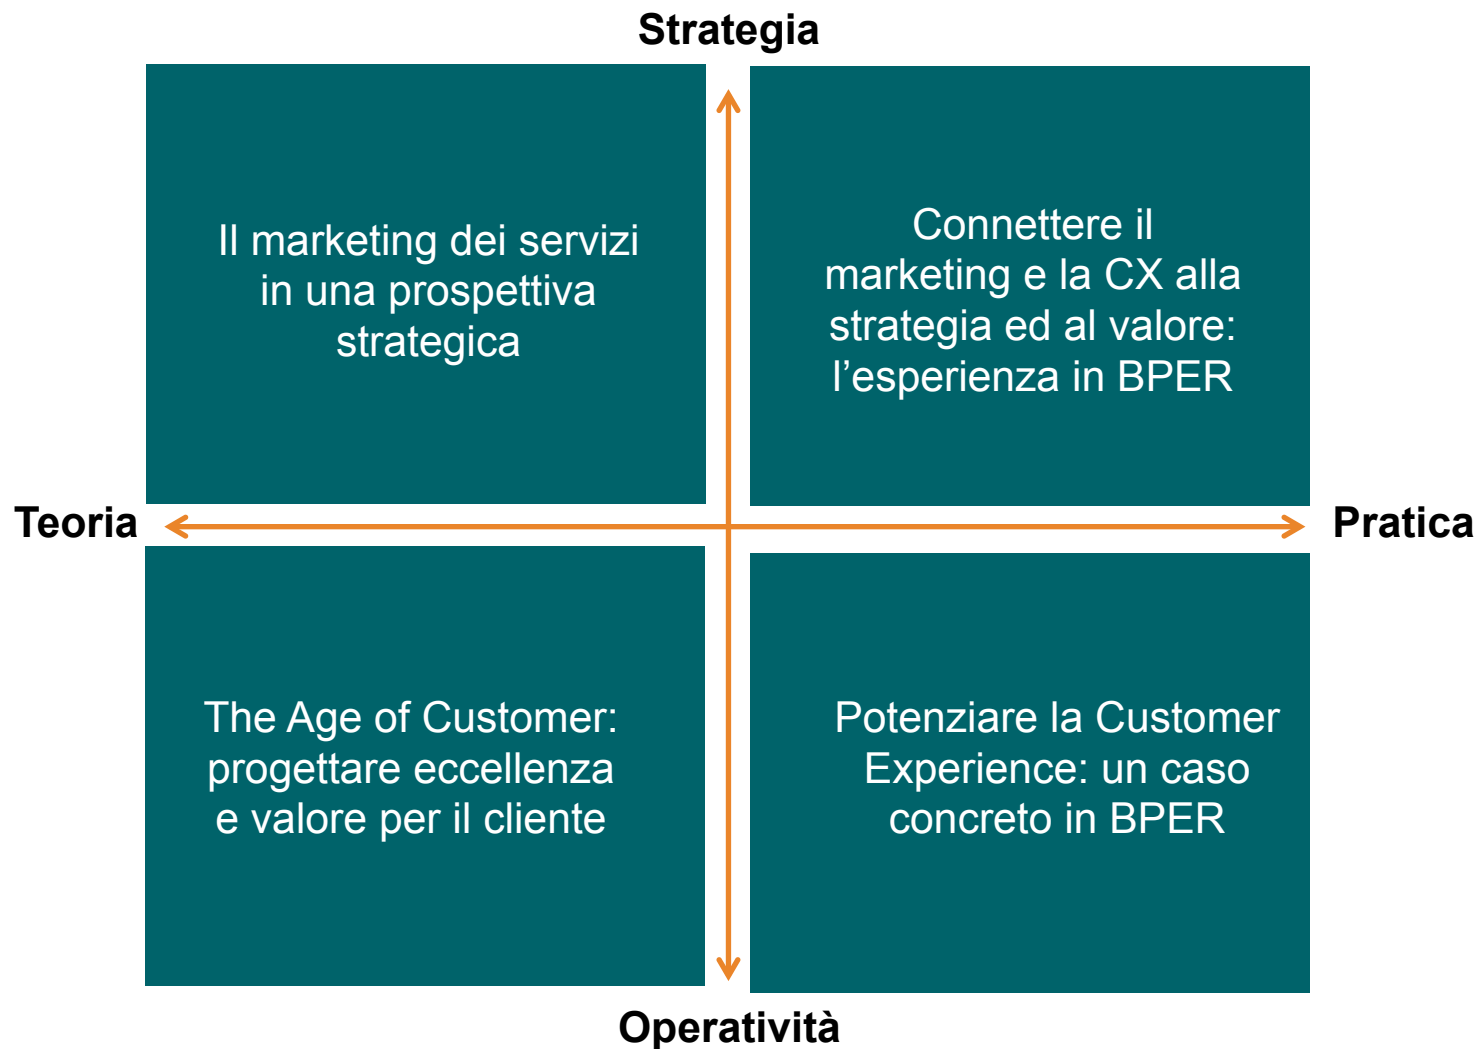 Strategia
Il marketing dei servizi
in una prospettiva
strategica
Connettere il
marketing e la CX alla
strategia ed al valore:
l’esperienza in BPER
Teoria
Pratica
The Age of Customer:
progettare eccellenza
e valore per il cliente
Potenziare la Customer
Experience: un caso
concreto in BPER
Operatività